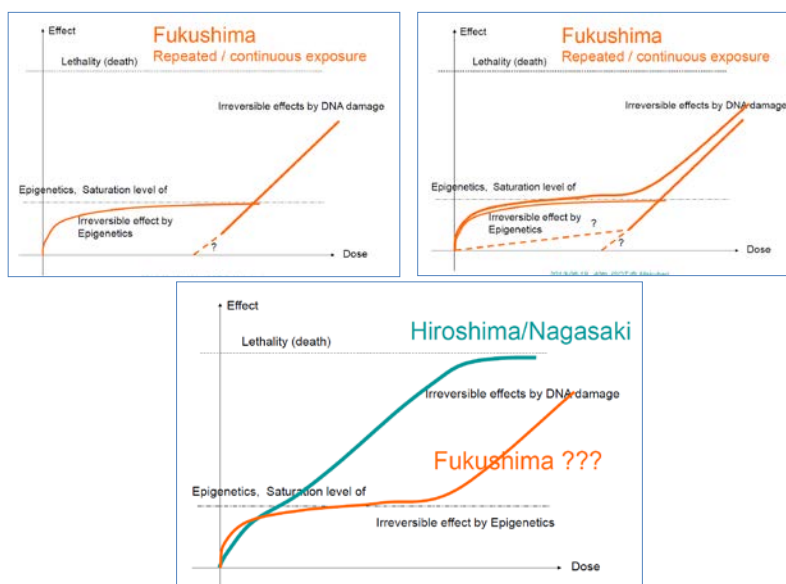 Effect
Fukushima
Repeated / continuous exposure
Lethality (death)
Irreversible effects by DNA damage
Epigenetics, Saturation level of
Irreversible effect by
Epigenetics
?
Dose
Effect
Fukushima
Repeated / continuous exposure
Lethality (death)
Irreversible effects by DNA damage
Epigenetics, Saturation level of
Irreversible effect by
Epigenetics
?
?
Dose
Effect
Hiroshima/Nagasaki
Lethality (death)
Irreversible effects by DNA damage
Fukushima ???
Epigenetics, Saturation level of
Irreversible effect by Epigenetics
Dose